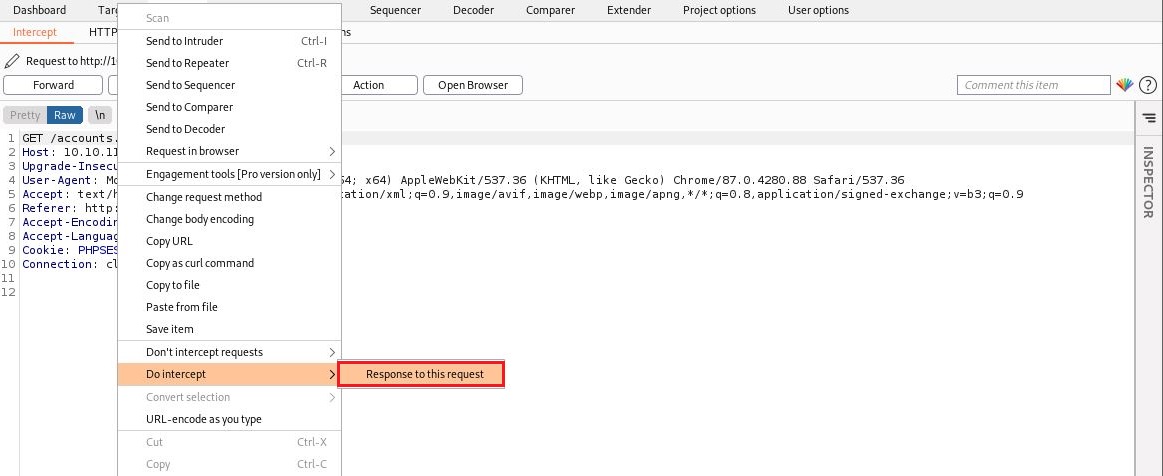 Dashboard Targ Sequencer Decoder Comparer Extender Project options User options
Intercept HTTP ns
Request to http://10
Forward Action Open Browser Comment this item ?
Pretty Raw \n
INSPECTOR
1 GET /accounts.
2 Host: 10.10.11
3 Upgrade-Insecu
4 User-Agent: Mo 64; x64) AppleWebKit/537.36 (KHTML, like Gecko) Chrome/87.0.4280.88 Safari/537.36
5 Accept: text/h cation/xml;q=0.9,image/avif,image/webp,image/apng,*/*;q=0.8,application/signed-exchange;v=b3;q=0.9
6 Referer: http:
7 Accept-Encod
8 Accept-Langua
9 Cookie: PHPSES
10 Connection: cl
11
12
Scan
Send to Intruder Ctrl-I
Send to Repeater Ctrl-R
Send to Sequencer
Send to Comparer
Send to Decoder
Request in browser
Engagement tools [Pro version only]
Change request method
Change body encoding
Copy URL
Copy as curl command
Copy to file
Paste from file
Save item
Don't intercept requests
Do intercept
Response to this request
Convert selection
URL-encode as you type
Cut Ctrl-X
Copy Ctrl-C